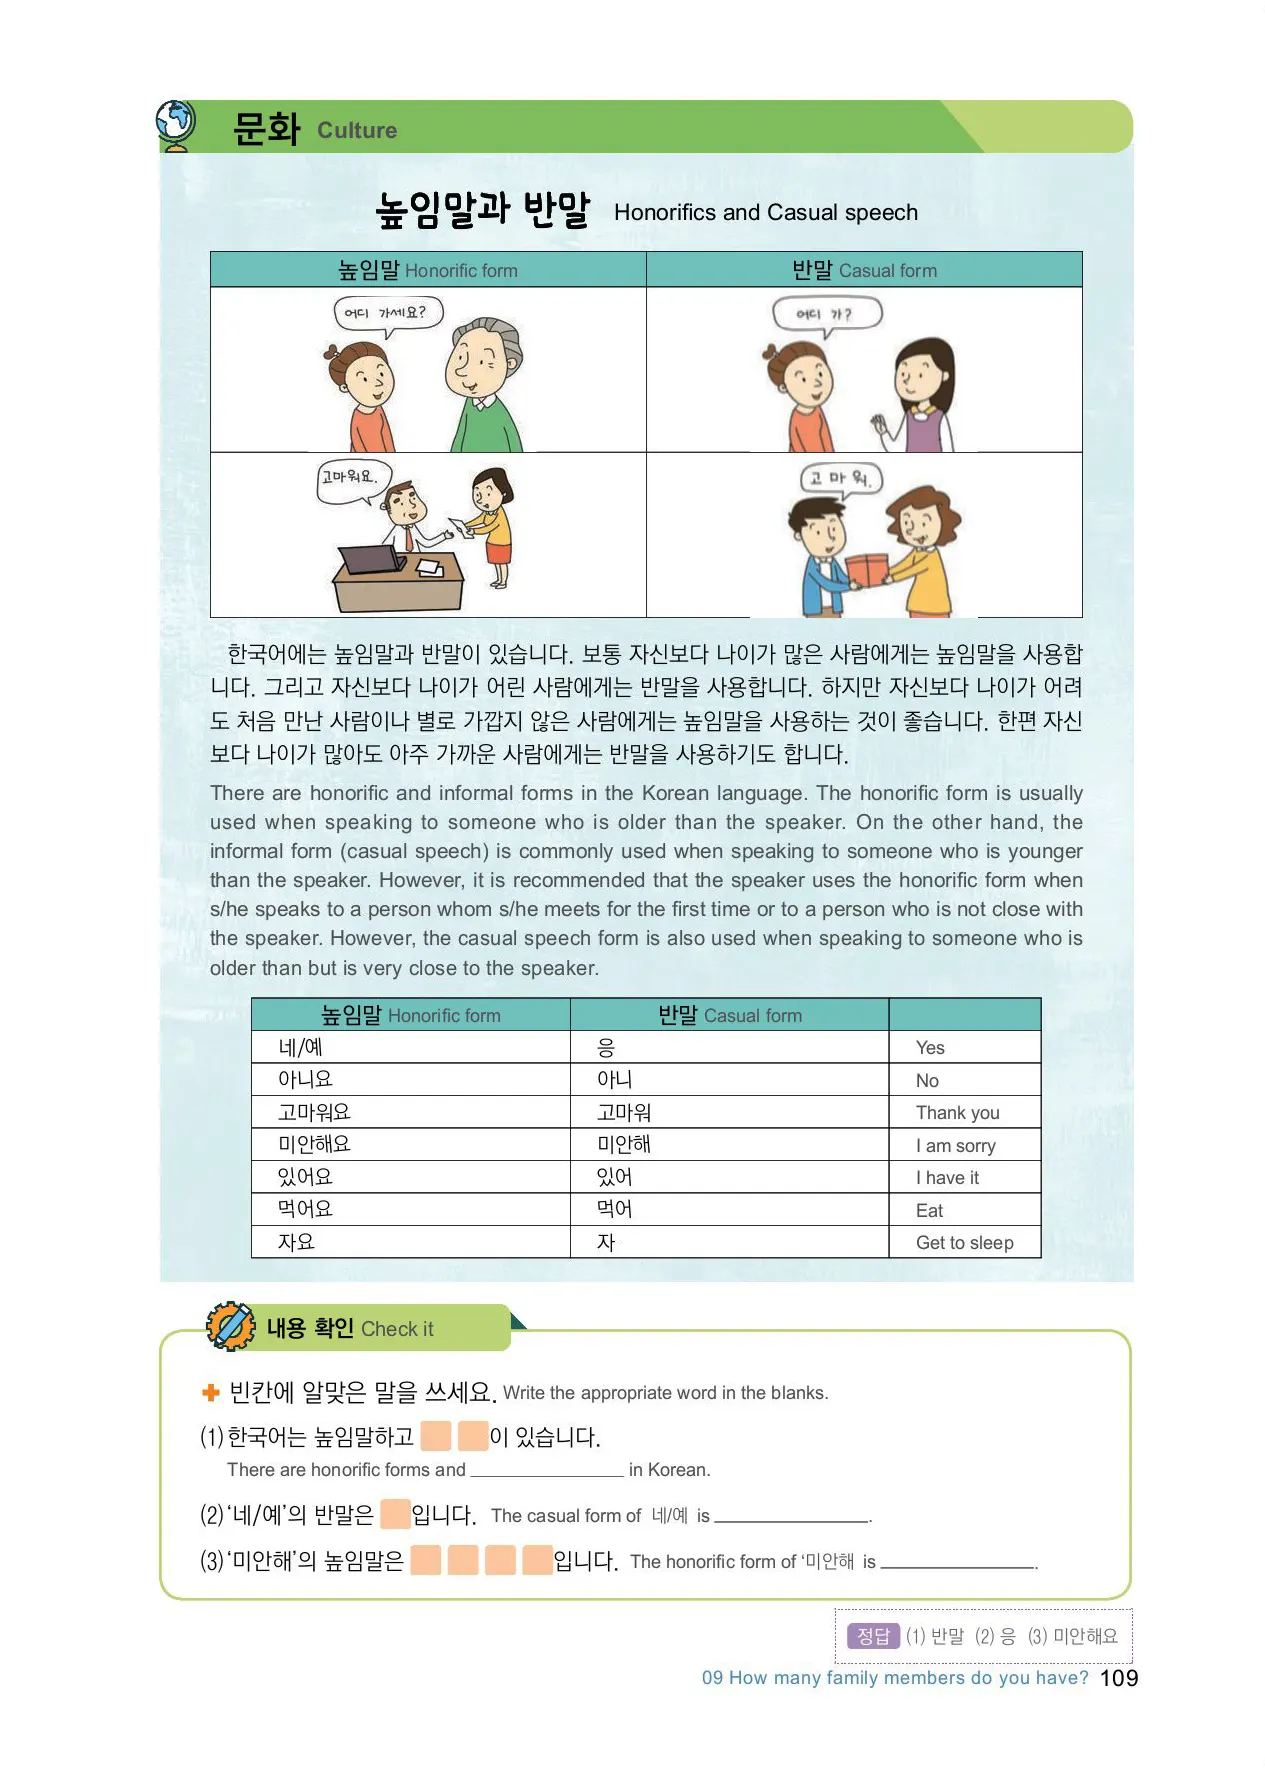 문화 Culture
높임말과 반말 Honorifics and Casual speech
높임말 Honorific form 반말 Casual form
어디 가세요? 어디 가?
고마워요. 고마워.
한국어에는 높임말과 반말이 있습니다. 보통 자신보다 나이가 많은 사람에게는 높임말을 사용합
니다. 그리고 자신보다 나이가 어린 사람에게는 반말을 사용합니다. 하지만 자신보다 나이가 어려
도 처음 만난 사람이나 별로 가깝지 않은 사람에게는 높임말을 사용하는 것이 좋습니다. 한편 자신
보다 나이가 많아도 아주 가까운 사람에게는 반말을 사용하기도 합니다.
There are honorific and informal forms in the Korean language. The honorific form is usually
used when speaking to someone who is older than the speaker. On the other hand, the
informal form (casual speech) is commonly used when speaking to someone who is younger
than the speaker. However, it is recommended that the speaker uses the honorific form when
s/he speaks to a person whom s/he meets for the first time or to a person who is not close with
the speaker. However, the casual speech form is also used when speaking to someone who is
older than but is very close to the speaker.
높임말 Honorific form 반말 Casual form
네/예 응 Yes
아니요 아니 No
고마워요 고마워 Thank you
미안해요 미안해 I am sorry
있어요 있어 I have it
먹어요 먹어 Eat
자요 자 Get to sleep
내용 확인 Check it
빈칸에 알맞은 말을 쓰세요. Write the appropriate word in the blanks.
(1) 한국어는 높임말하고 이 있습니다.
There are honorific forms and ______ in Korean.
(2) ‘네/예’의 반말은 입니다. The casual form of 네/예 is ______.
(3) ‘미안해’의 높임말은 입니다. The honorific form of ‘미안해 is ______.
정답 (1) 반말 (2) 응 (3) 미안해요
09 How many family members do you have? 109